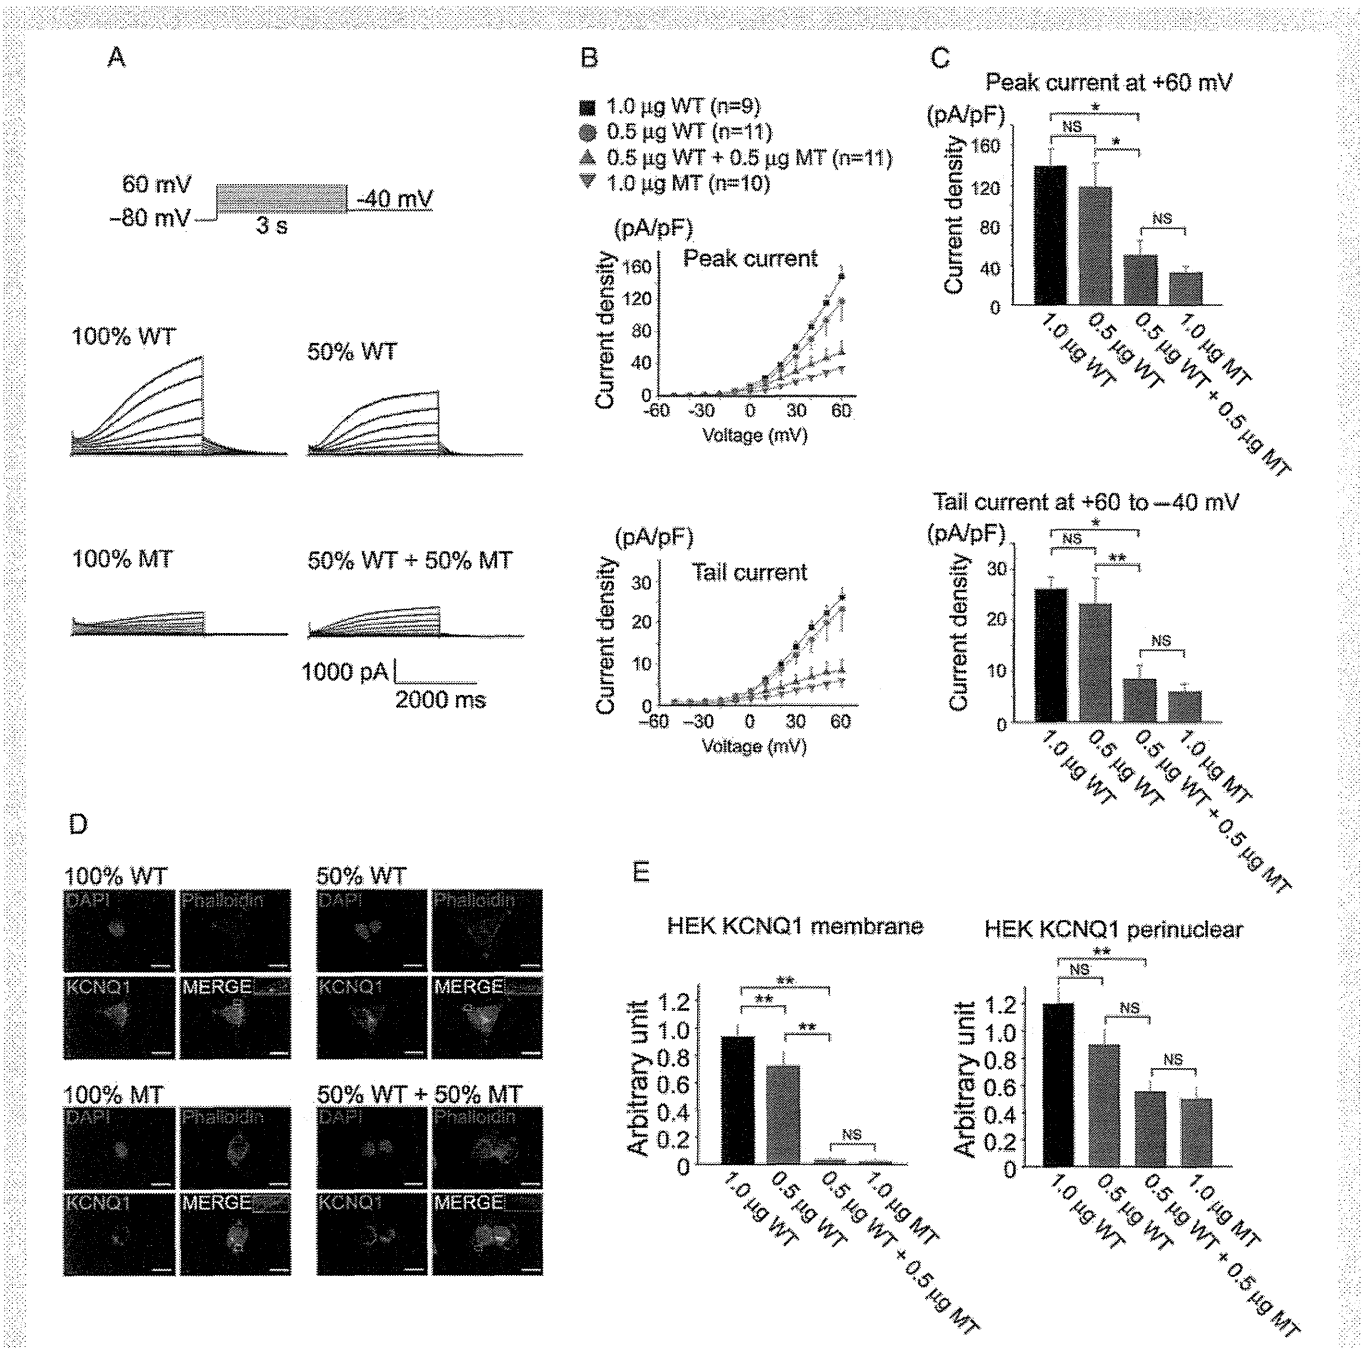 A
60 mV
–80 mV
3 s
-40 mV
100% WT
50% WT
100% MT
50% WT + 50% MT
1000 pA
2000 ms
B
1.0 µg WT (n=9)
0.5 µg WT (n=11)
0.5 µg WT + 0.5 µg MT (n=11)
1.0 µg MT (n=10)
(pA/pF)
Peak current
Current density
160
120
80
40
0
-60 -30 0 30 60
Voltage (mV)
(pA/pF)
Tail current
Current density
30
20
10
0
–60 –30 0 30 60
Voltage (mV)
C
Peak current at +60 mV
(pA/pF)
Current density
160
120
80
40
0
*
NS
*
NS
1.0 µg WT
0.5 µg WT
0.5 µg WT + 0.5 µg MT
1.0 µg MT
Tail current at +60 to –40 mV
(pA/pF)
Current density
30
20
10
0
*
NS
**
NS
1.0 µg WT
0.5 µg WT
0.5 µg WT + 0.5 µg MT
1.0 µg MT
D
100% WT
DAPI Phalloidin
KCNQ1 MERGE
50% WT
DAPI Phalloidin
KCNQ1 MERGE
100% MT
DAPI Phalloidin
KCNQ1 MERGE
50% WT + 50% MT
DAPI Phalloidin
KCNQ1 MERGE
E
HEK KCNQ1 membrane
Arbitrary unit
1.2
1.0
0.8
0.6
0.4
0.2
0
**
**
**
NS
1.0 µg WT
0.5 µg WT
0.5 µg WT + 0.5 µg MT
1.0 µg MT
HEK KCNQ1 perinuclear
Arbitrary unit
1.2
1.0
0.8
0.6
0.4
0.2
0
**
NS
NS
NS
1.0 µg WT
0.5 µg WT
0.5 µg WT + 0.5 µg MT
1.0 µg MT